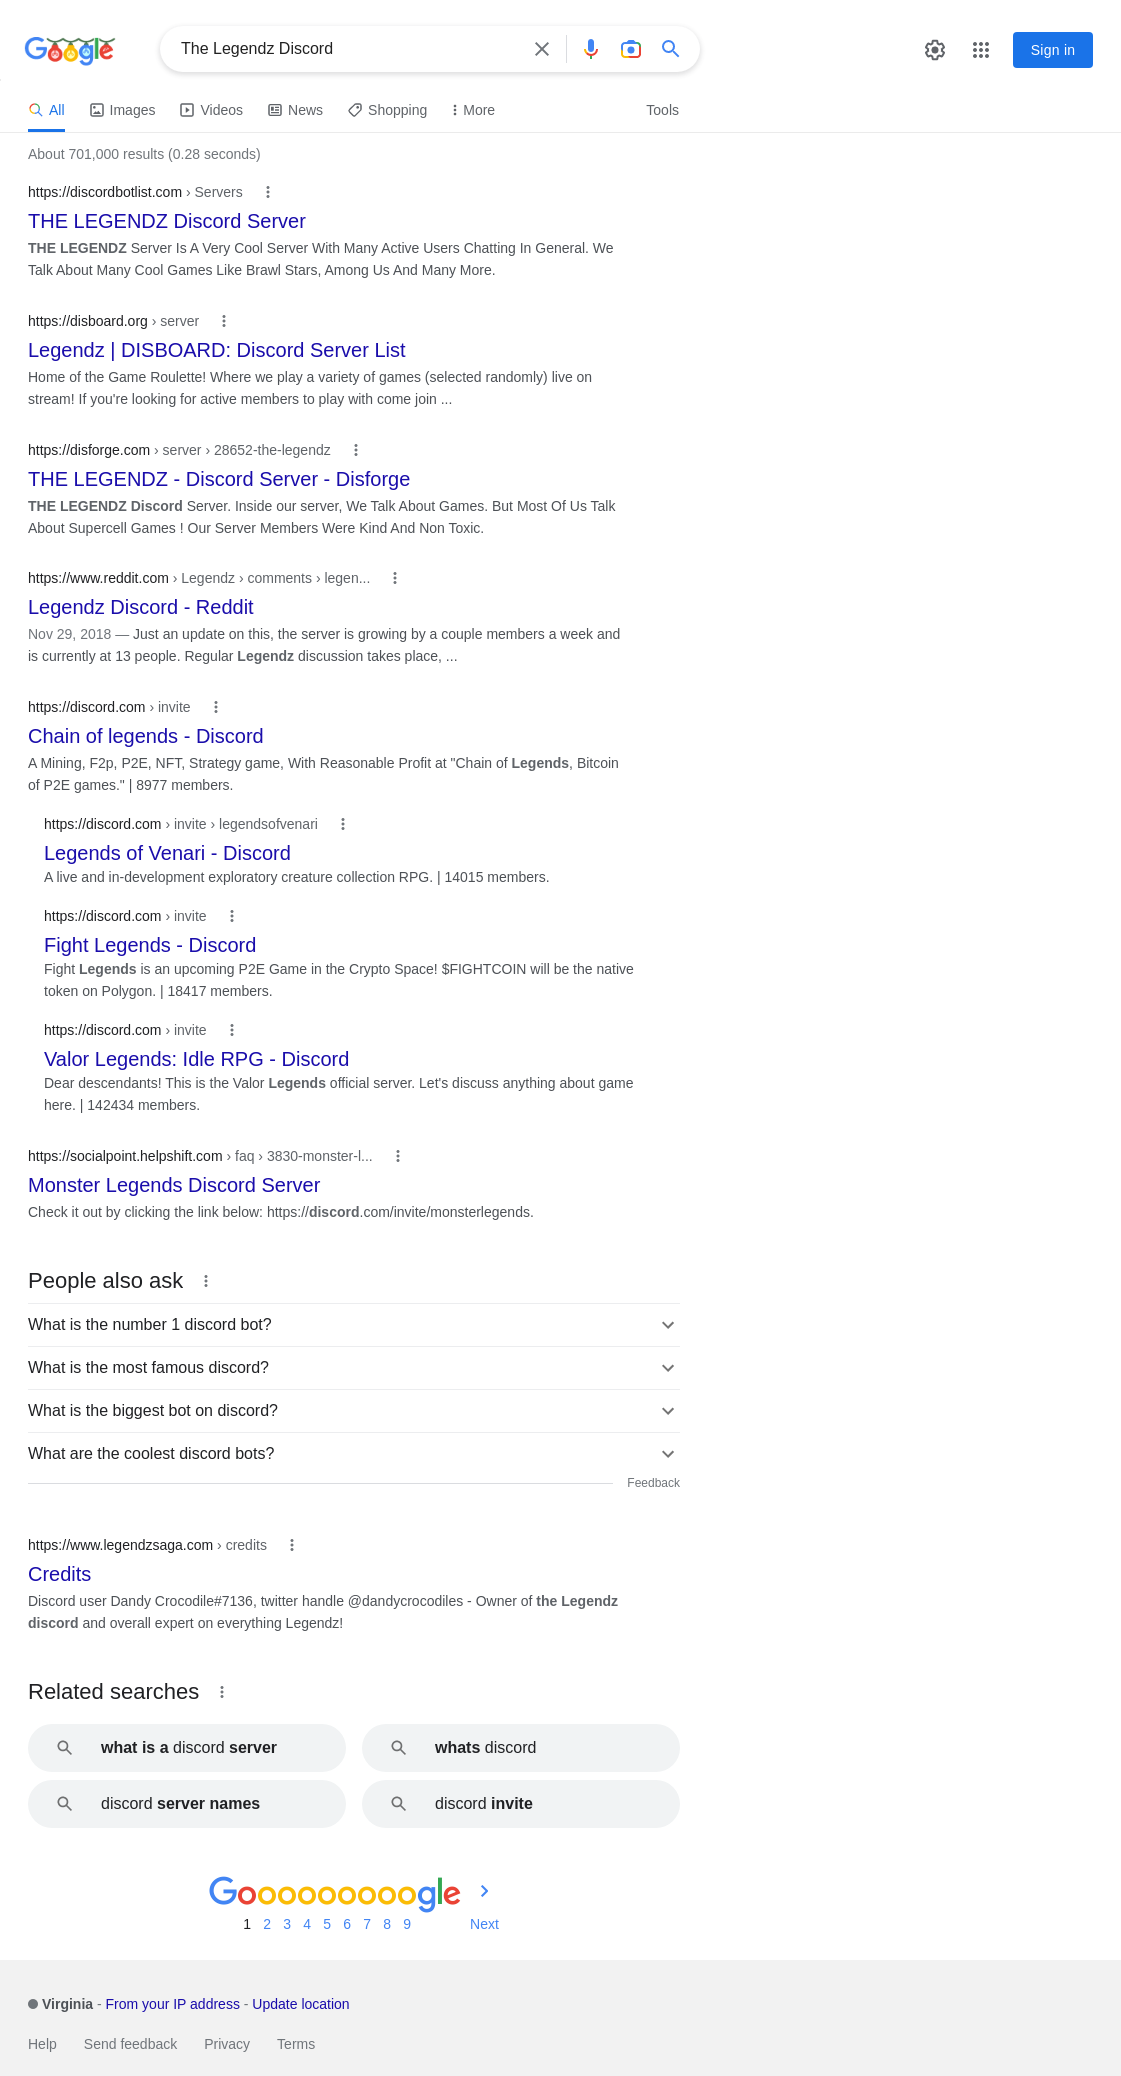 Google
The Legendz Discord
Sign in
All
Images
Videos
News
Shopping
More
Tools
About 701,000 results (0.28 seconds)
https://discordbotlist.com › Servers
THE LEGENDZ Discord Server
THE LEGENDZ Server Is A Very Cool Server With Many Active Users Chatting In General. We
Talk About Many Cool Games Like Brawl Stars, Among Us And Many More.
https://disboard.org › server
Legendz | DISBOARD: Discord Server List
Home of the Game Roulette! Where we play a variety of games (selected randomly) live on
stream! If you're looking for active members to play with come join ...
https://disforge.com › server › 28652-the-legendz
THE LEGENDZ - Discord Server - Disforge
THE LEGENDZ Discord Server. Inside our server, We Talk About Games. But Most Of Us Talk
About Supercell Games ! Our Server Members Were Kind And Non Toxic.
https://www.reddit.com › Legendz › comments › legen...
Legendz Discord - Reddit
Nov 29, 2018 — Just an update on this, the server is growing by a couple members a week and
is currently at 13 people. Regular Legendz discussion takes place, ...
https://discord.com › invite
Chain of legends - Discord
A Mining, F2p, P2E, NFT, Strategy game, With Reasonable Profit at "Chain of Legends, Bitcoin
of P2E games." | 8977 members.
https://discord.com › invite › legendsofvenari
Legends of Venari - Discord
A live and in-development exploratory creature collection RPG. | 14015 members.
https://discord.com › invite
Fight Legends - Discord
Fight Legends is an upcoming P2E Game in the Crypto Space! $FIGHTCOIN will be the native
token on Polygon. | 18417 members.
https://discord.com › invite
Valor Legends: Idle RPG - Discord
Dear descendants! This is the Valor Legends official server. Let's discuss anything about game
here. | 142434 members.
https://socialpoint.helpshift.com › faq › 3830-monster-l...
Monster Legends Discord Server
Check it out by clicking the link below: https://discord.com/invite/monsterlegends.
People also ask
What is the number 1 discord bot?
What is the most famous discord?
What is the biggest bot on discord?
What are the coolest discord bots?
Feedback
https://www.legendzsaga.com › credits
Credits
Discord user Dandy Crocodile#7136, twitter handle @dandycrocodiles - Owner of the Legendz
discord and overall expert on everything Legendz!
Related searches
what is a discord server
whats discord
discord server names
discord invite
Goooooooooogle
1 2 3 4 5 6 7 8 9 Next
Virginia - From your IP address - Update location
Help Send feedback Privacy Terms